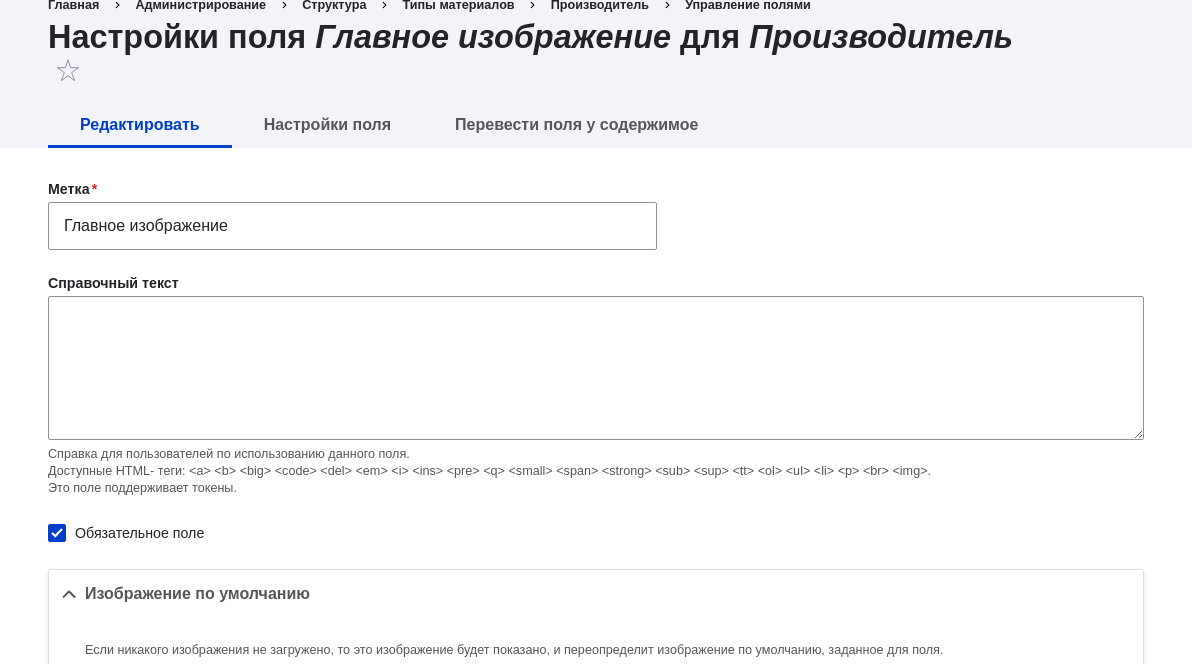 Главная › Администрирование › Структура › Типы материалов › Производитель › Управление полями
Настройки поля Главное изображение для Производитель
Редактировать Настройки поля Перевести поля у содержимое
Метка*
Главное изображение
Справочный текст
Справка для пользователей по использованию данного поля.
Доступные HTML- теги: <a> <b> <big> <code> <del> <em> <i> <ins> <pre> <q> <small> <span> <strong> <sub> <sup> <tt> <ol> <ul> <li> <p> <br> <img>.
Это поле поддерживает токены.
Обязательное поле
Изображение по умолчанию
Если никакого изображения не загружено, то это изображение будет показано, и переопределит изображение по умолчанию, заданное для поля.